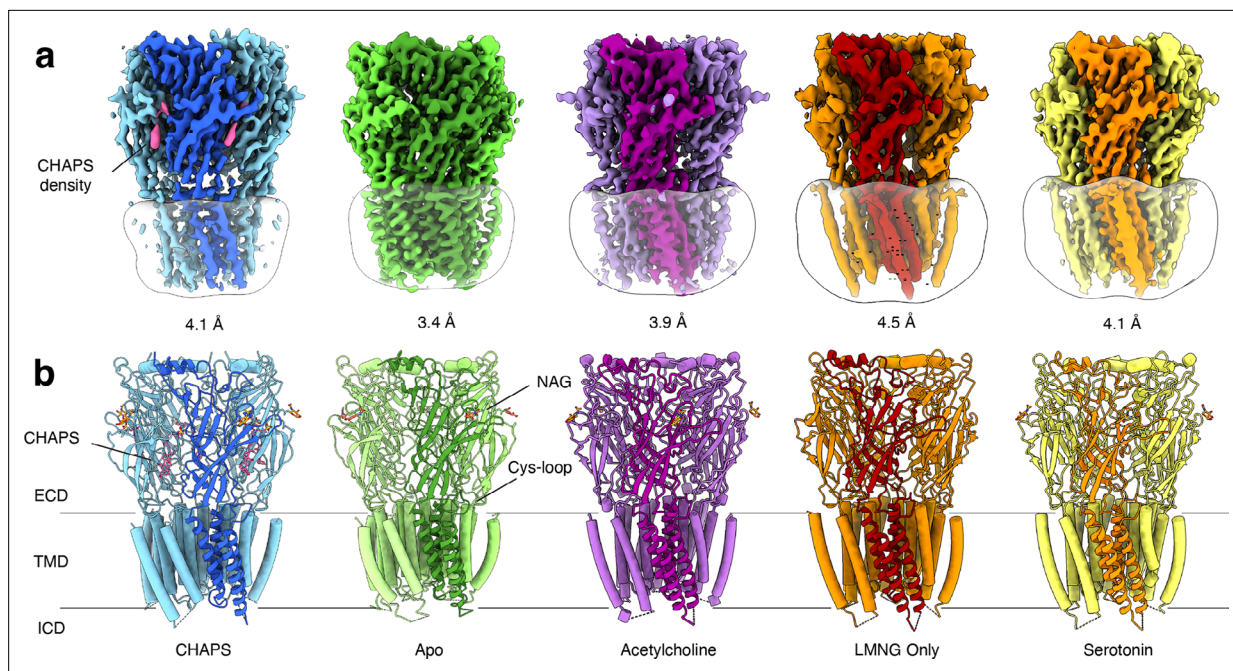 a
CHAPS
density
4.1 Å
3.4 Å
3.9 Å
4.5 Å
4.1 Å
b
NAG
CHAPS
Cys-loop
ECD
TMD
ICD
CHAPS
Apo
Acetylcholine
LMNG Only
Serotonin